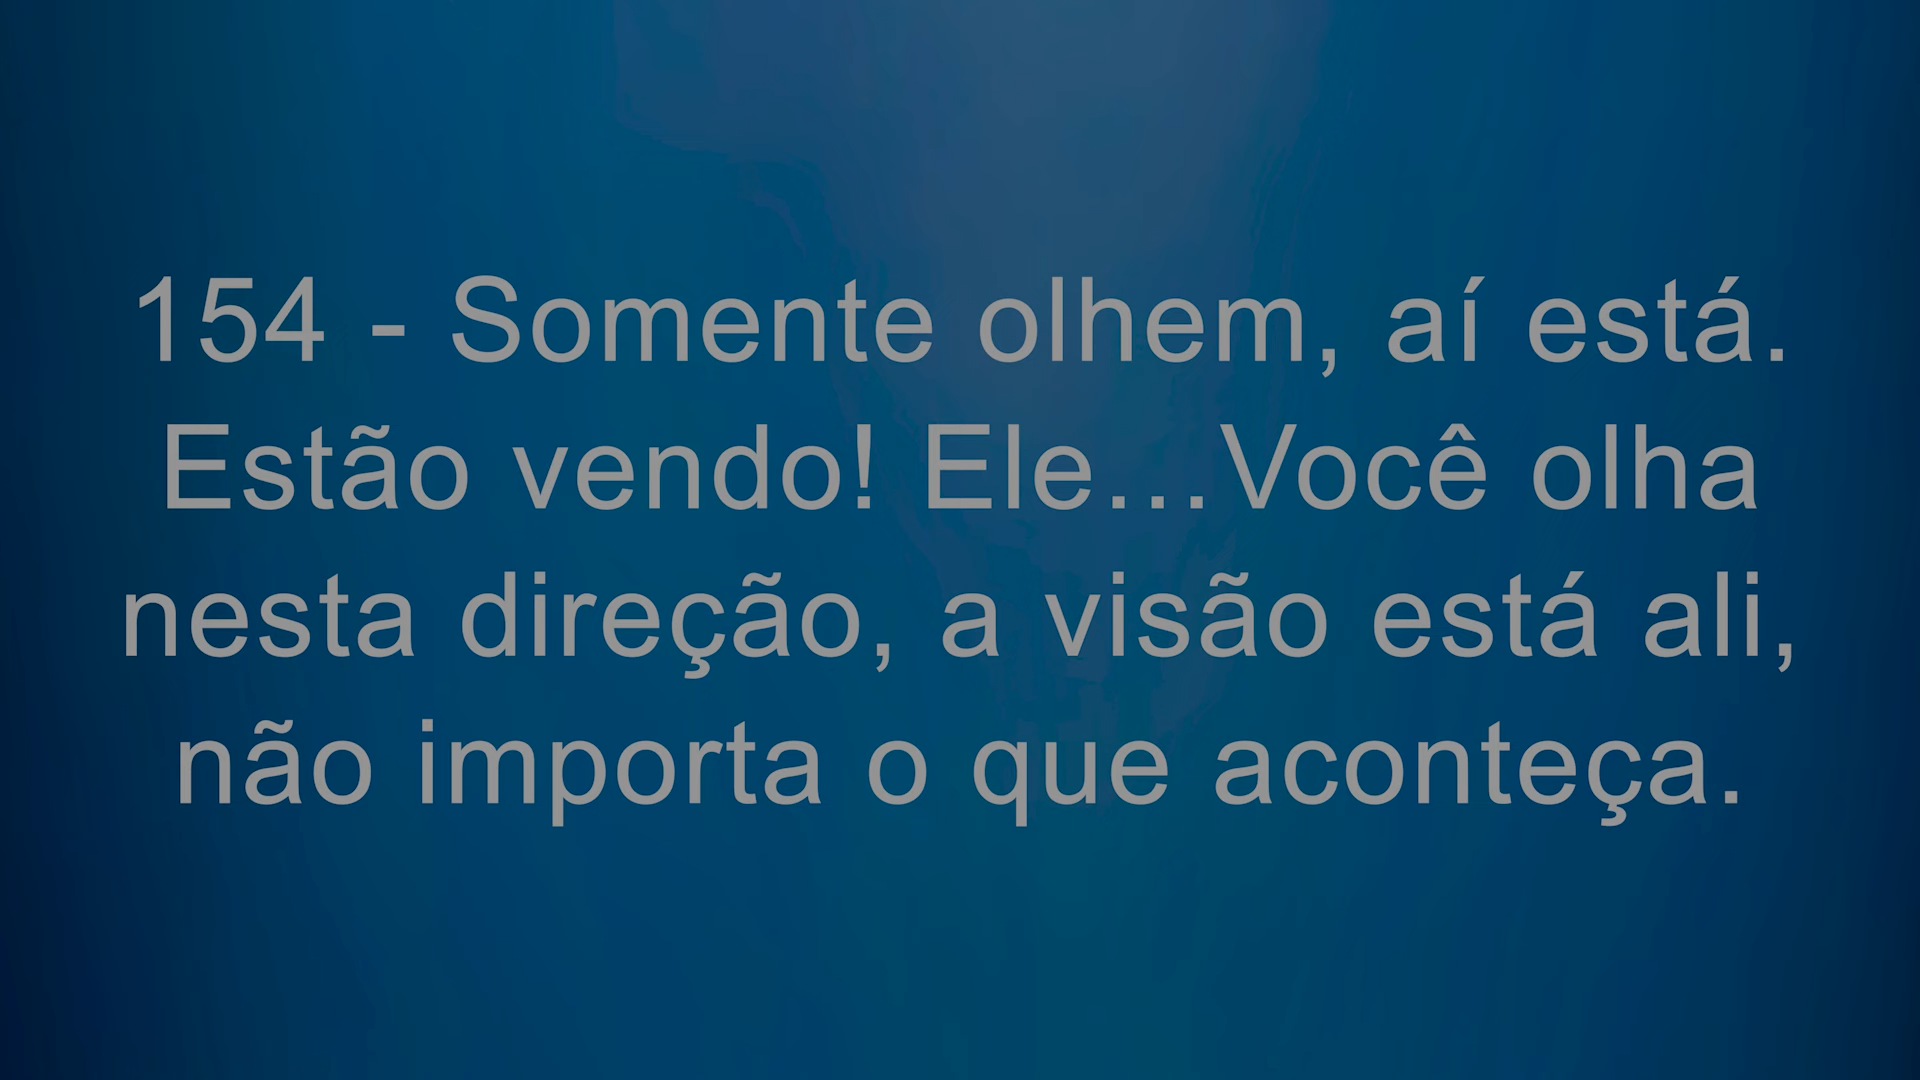 154 - Somente olhem, aí está.
Estão vendo! Ele...Você olha
nesta direção, a visão está ali,
não importa o que aconteça.